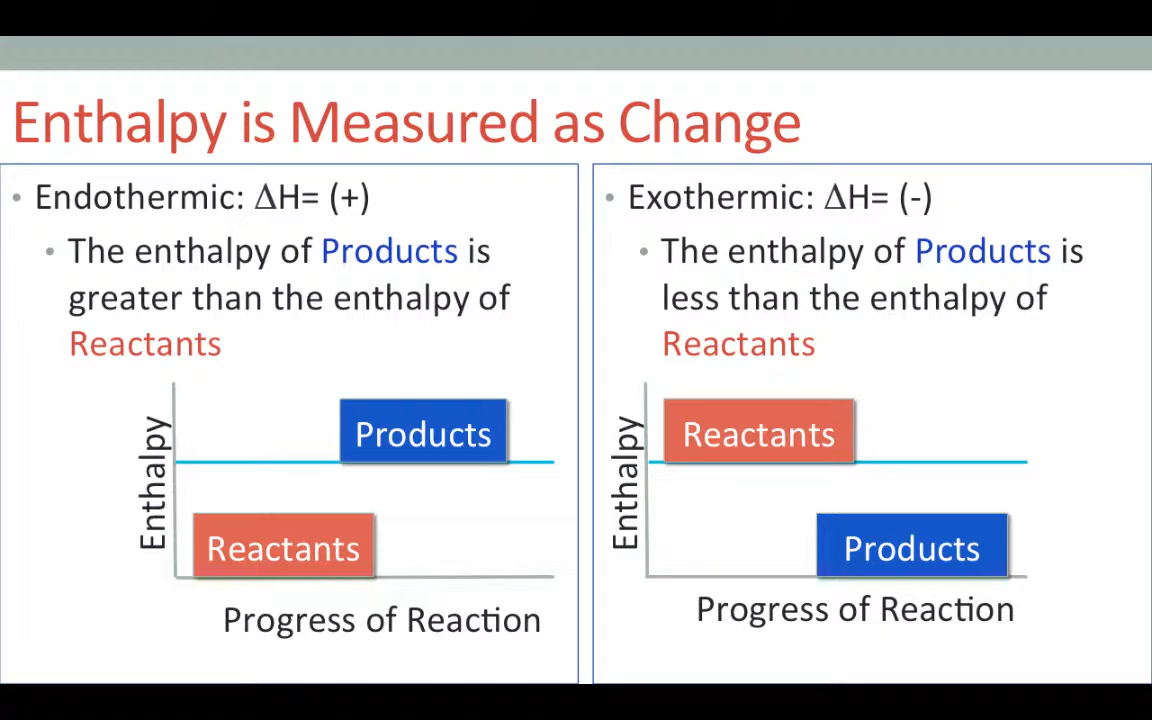 Enthalpy is Measured as Change
• Endothermic: ΔH= (+)
• The enthalpy of Products is
greater than the enthalpy of
Reactants
Enthalpy
Products
Reactants
Progress of Reaction
• Exothermic: ΔH= (-)
• The enthalpy of Products is
less than the enthalpy of
Reactants
Enthalpy
Reactants
Products
Progress of Reaction